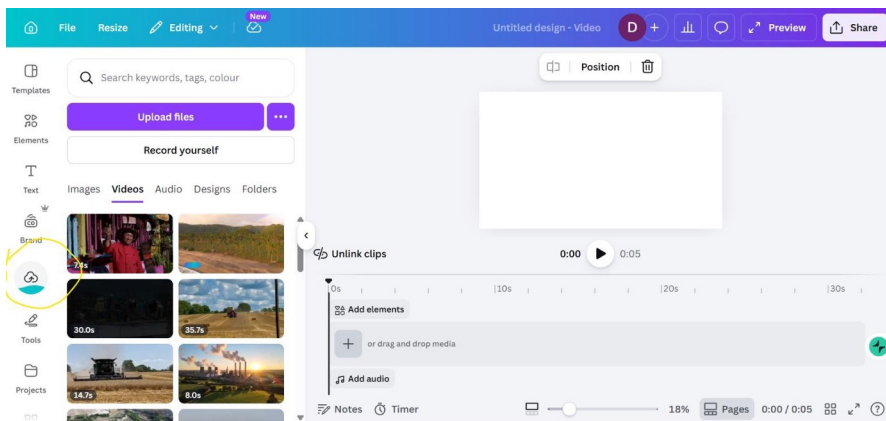 File Resize Editing New Untitled design - Video D + Preview Share
Templates
Search keywords, tags, colour
Position
Upload files
Elements
Record yourself
Text
Images Videos Audio Designs Folders
Brand
7.4s
Unlink clips 0:00 0:05
0s 10s 20s 30s
Add elements
30.0s 35.7s
Tools
or drag and drop media
14.7s 8.0s
Projects
Add audio
Notes Timer 18% Pages 0:00 / 0:05 ?